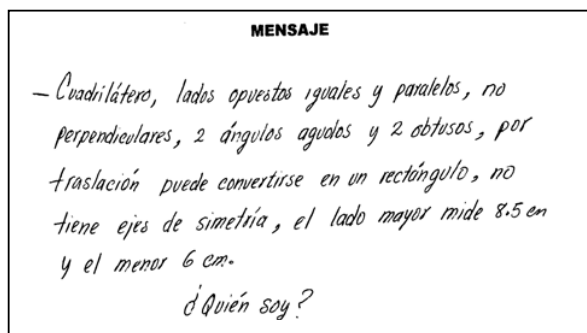 MENSAJE
– Cuadrilátero, lados opuestos iguales y paralelos, no
perpendiculares, 2 ángulos agudos y 2 obtusos, por
traslación puede convertirse en un rectángulo, no
tiene ejes de simetría, el lado mayor mide 8.5 cm
y el menor 6 cm.
¿Quién soy?